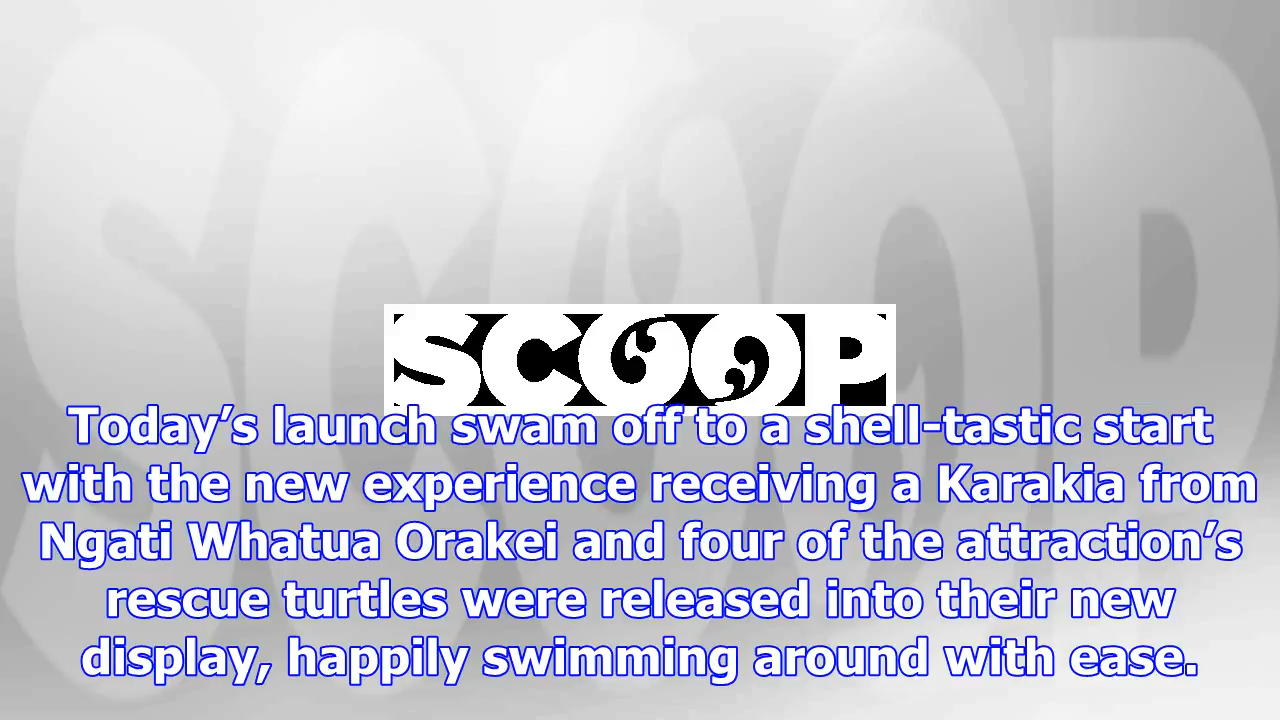 SCOOP
SCOOP
Today’s launch swam off to a shell-tastic start
with the new experience receiving a Karakia from
Ngati Whatua Orakei and four of the attraction’s
rescue turtles were released into their new
display, happily swimming around with ease.